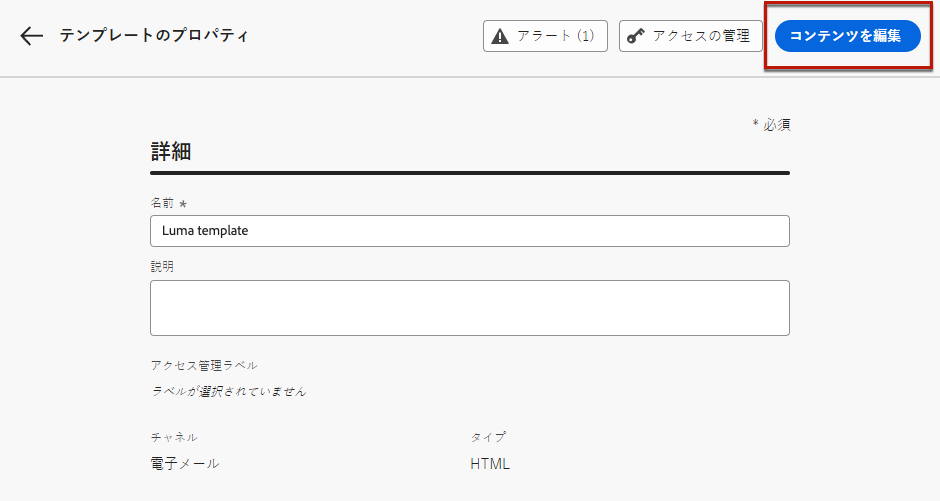 テンプレートのプロパティ
アラート (1)
アクセスの管理
コンテンツを編集
* 必須
詳細
名前 *
Luma template
説明
アクセス管理ラベル
ラベルが選択されていません
チャネル
タイプ
電子メール
HTML